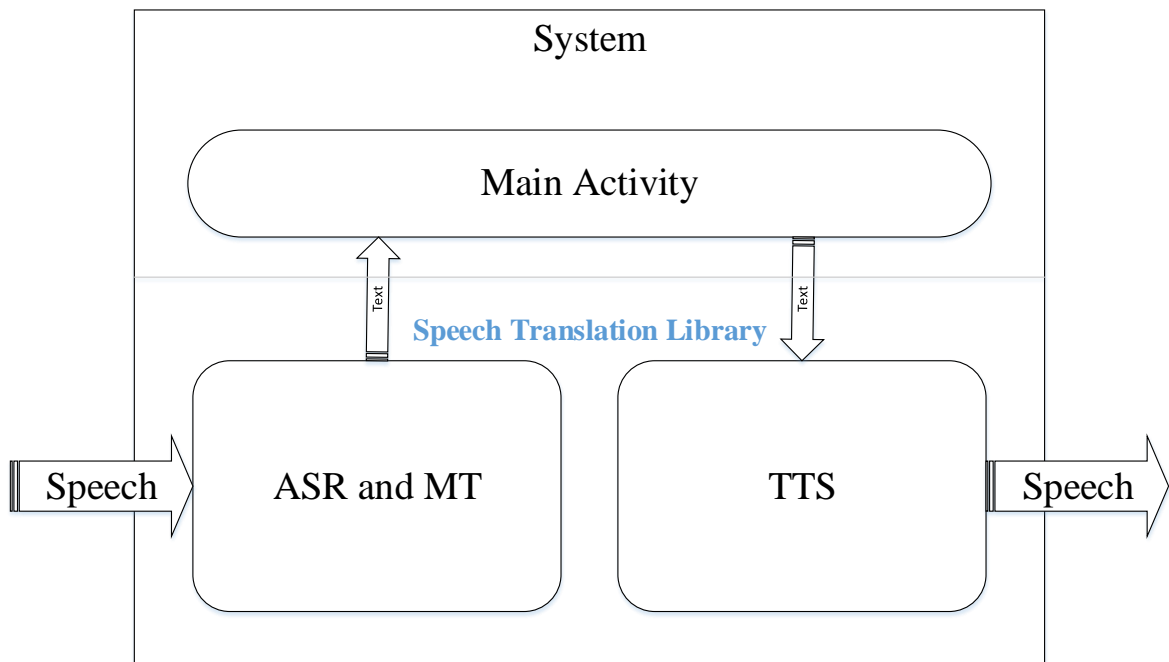 System
Main Activity
Text
Text
Speech Translation Library
Speech
ASR and MT
TTS
Speech